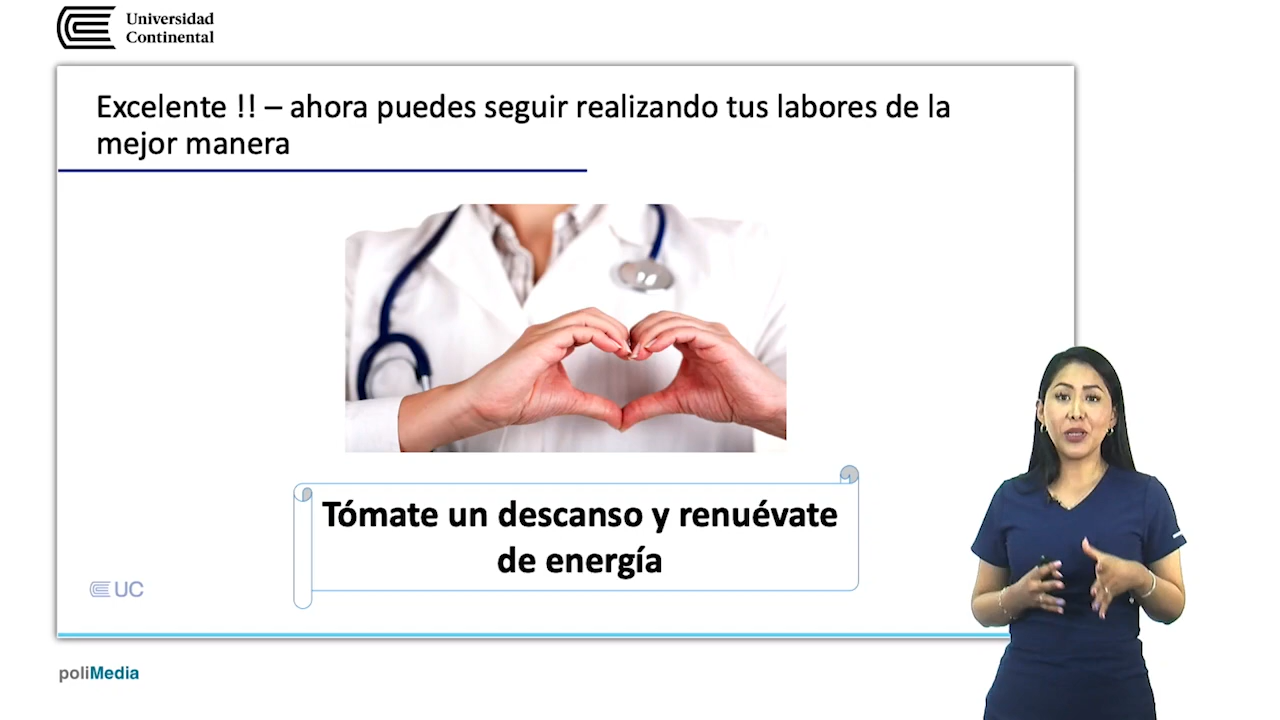 Universidad
Continental
Excelente !! – ahora puedes seguir realizando tus labores de la
mejor manera
Tómate un descanso y renuévate
de energía
UC
poliMedia